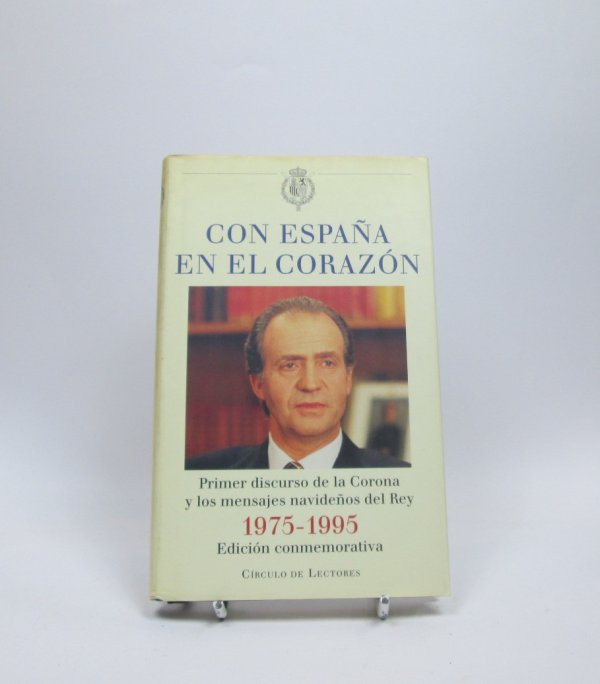 CON ESPAÑA
EN EL CORAZÓN
Primer discurso de la Corona
y los mensajes navideños del Rey
1975-1995
Edición conmemorativa
CÍRCULO DE LECTORES